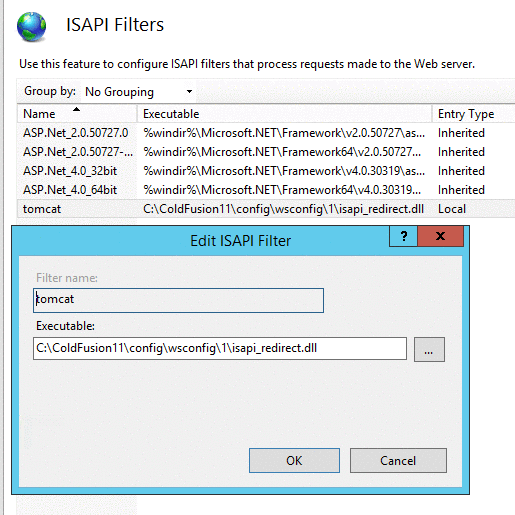 ISAPI Filters
Use this feature to configure ISAPI filters that process requests made to the Web server.
Group by: No Grouping
Name Executable Entry Type
ASP.Net_2.0.50727.0 %windir%\Microsoft.NET\Framework\v2.0.50727\as... Inherited
ASP.Net_2.0.50727-... %windir%\Microsoft.NET\Framework64\v2.0.50727... Inherited
ASP.Net_4.0_32bit %windir%\Microsoft.NET\Framework\v4.0.30319\as... Inherited
ASP.Net_4.0_64bit %windir%\Microsoft.NET\Framework64\v4.0.30319... Inherited
tomcat C:\ColdFusion11\config\wsconfig\1\isapi_redirect.dll Local
Edit ISAPI Filter
? x
Filter name:
tomcat
Executable:
C:\ColdFusion11\config\wsconfig\1\isapi_redirect.dll
...
OK Cancel